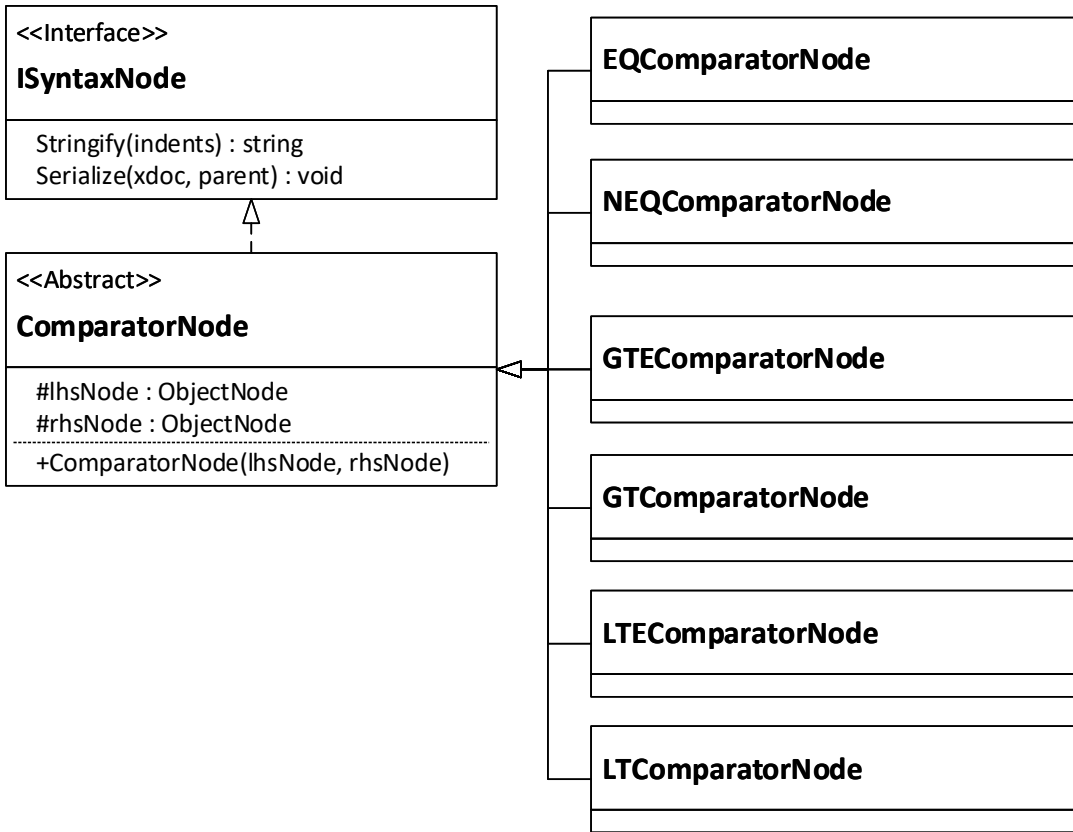 <<Interface>>
ISyntaxNode
Stringify(indents) : string
Serialize(xdoc, parent) : void
<<Abstract>>
ComparatorNode
#lhsNode : ObjectNode
#rhsNode : ObjectNode
+ComparatorNode(lhsNode, rhsNode)
EQComparatorNode
NEQComparatorNode
GTEComparatorNode
GTComparatorNode
LTEComparatorNode
LTComparatorNode